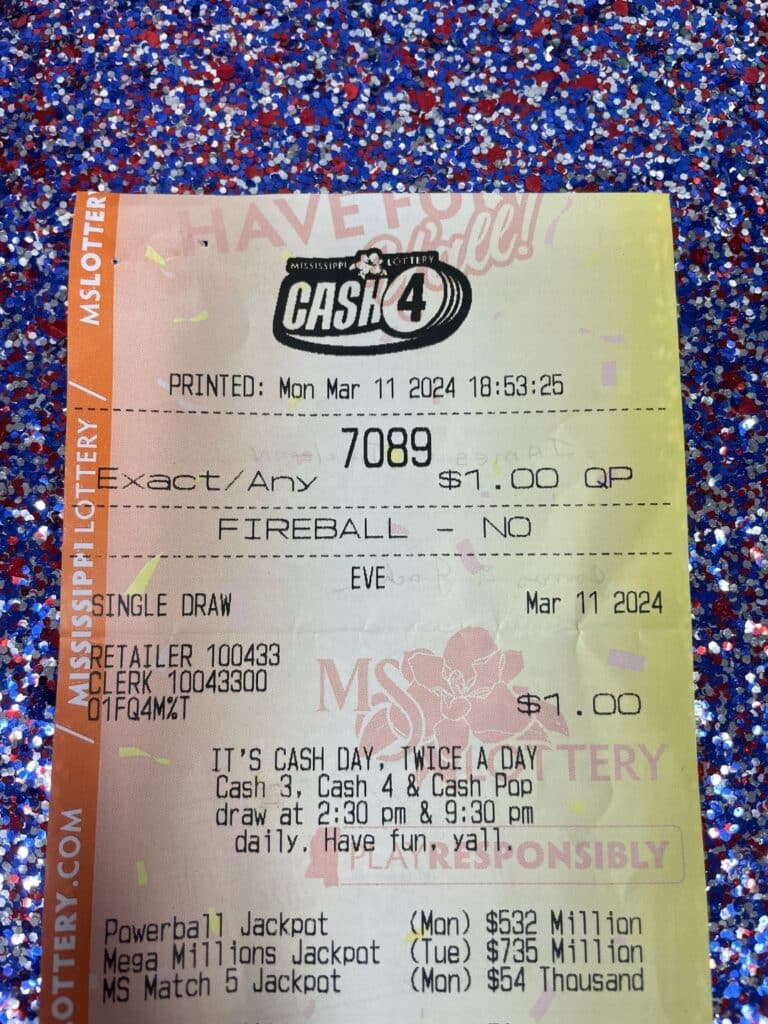 HAVE FUN
Y'all!
MISSISSIPPI LOTTERY
CASH 4
PRINTED: Mon Mar 11 2024 18:53:25
7089
Exact/Any $1.00 QP
FIREBALL - NO
EVE
SINGLE DRAW Mar 11 2024
RETAILER 100433
CLERK 10043300
01FQ4M%T
$1.00
MS LOTTERY
IT'S CASH DAY, TWICE A DAY
Cash 3, Cash 4 & Cash Pop
draw at 2:30 pm & 9:30 pm
daily. Have fun, yall.
PLAYRESPONSIBLY
Powerball Jackpot (Mon) $532 Million
Mega Millions Jackpot (Tue) $735 Million
MS Match 5 Jackpot (Mon) $54 Thousand
MSLOTTER
/ MISSISSIPPI LOTTERY /
OTTERY.COM